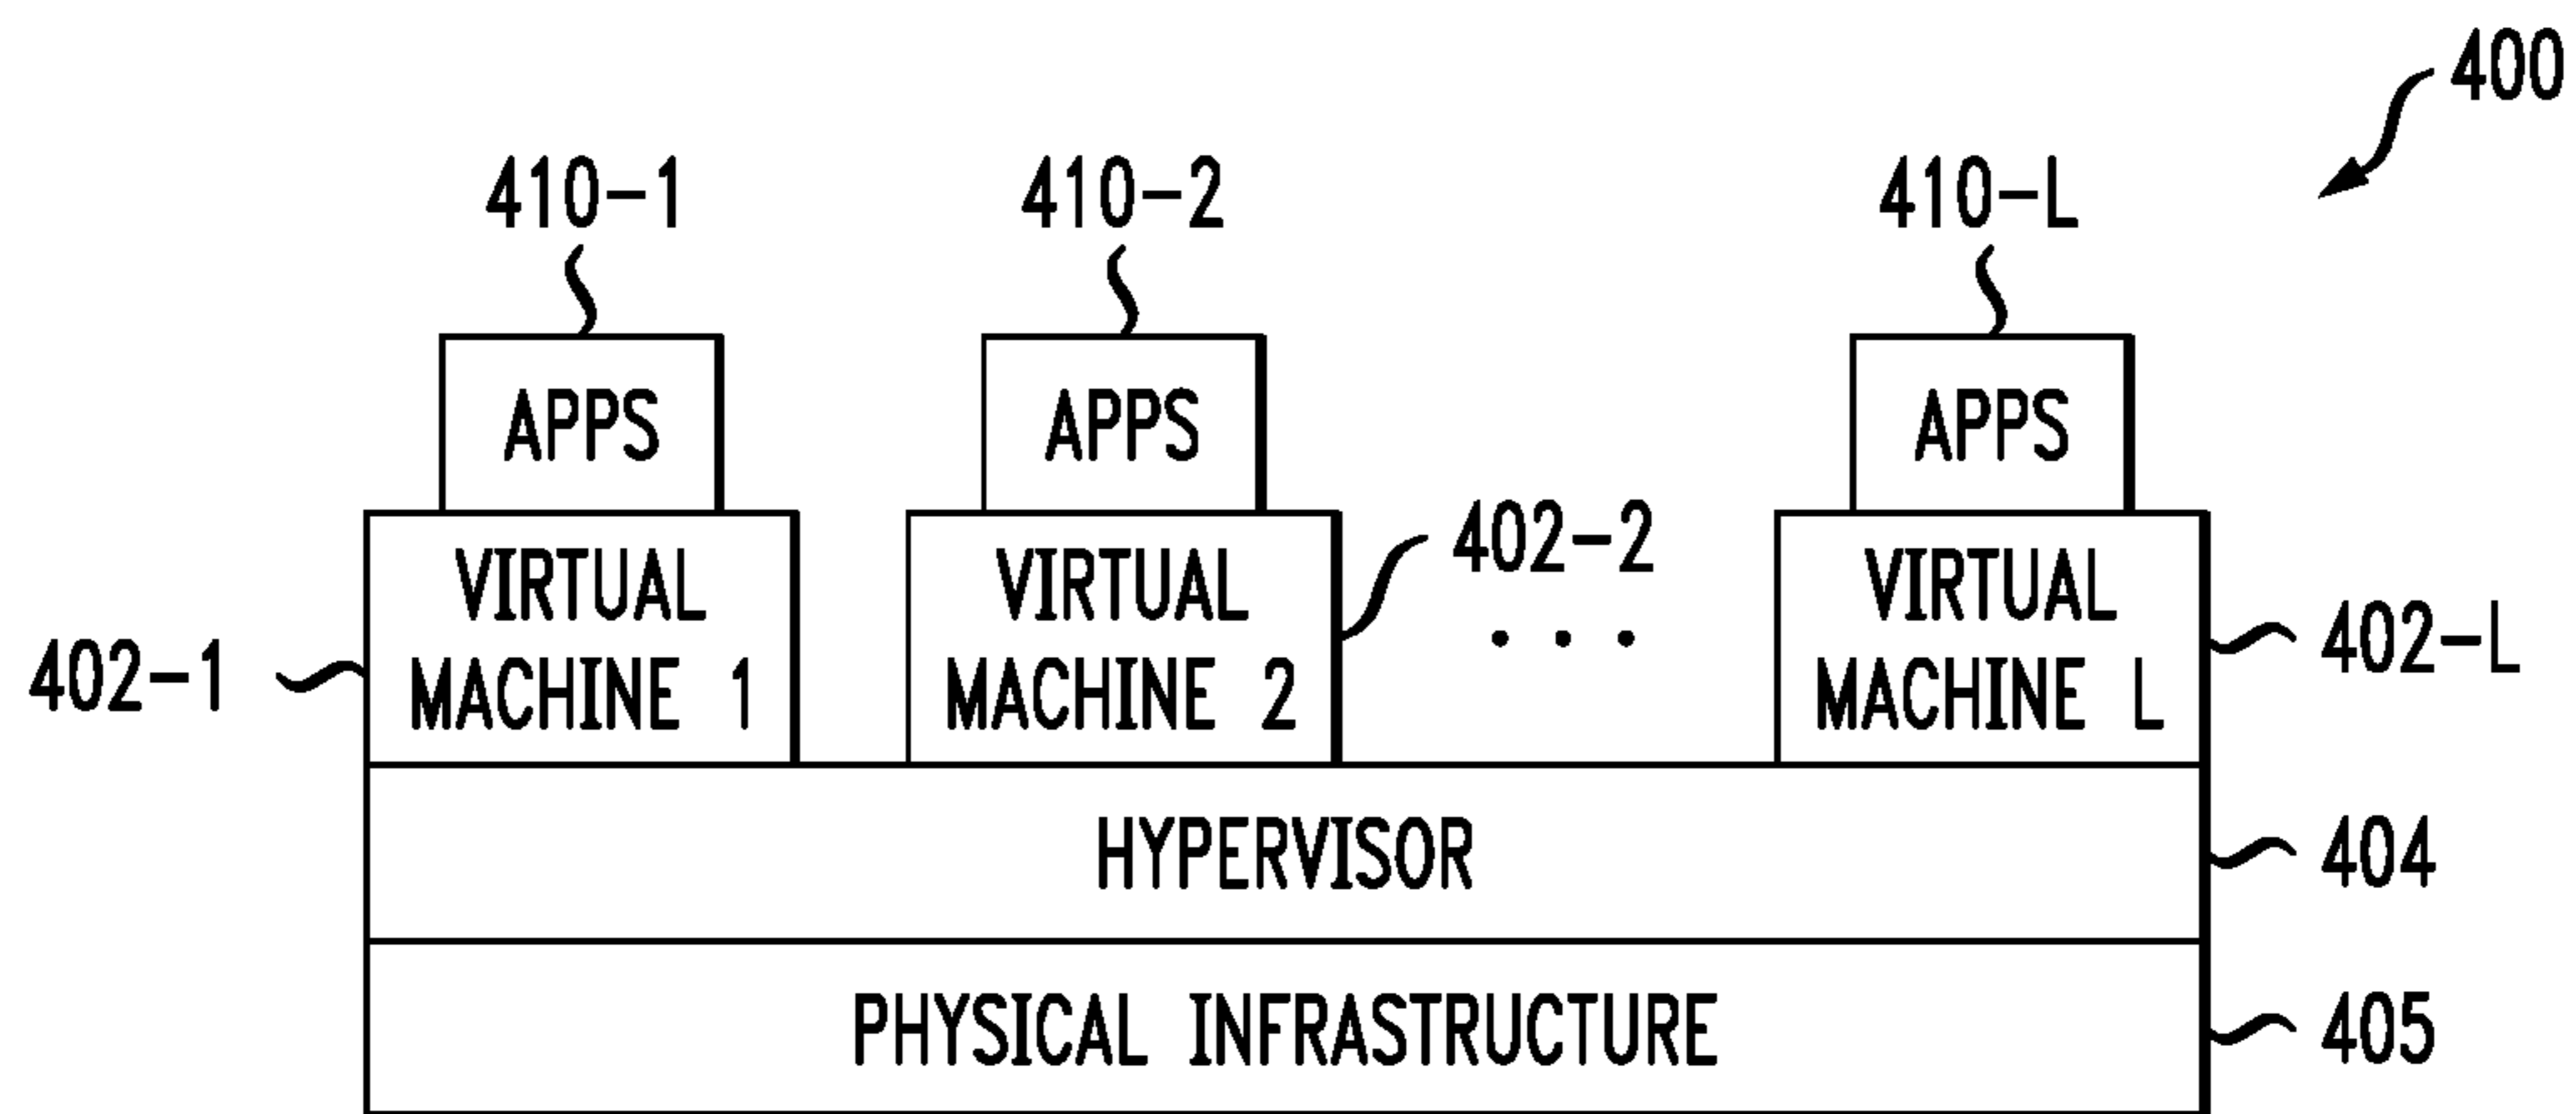 400
410-1 410-2 410-L
APPS APPS APPS
402-2
VIRTUAL MACHINE 1
VIRTUAL MACHINE 2
. . .
VIRTUAL MACHINE L
402-1
402-L
HYPERVISOR
404
PHYSICAL INFRASTRUCTURE
405